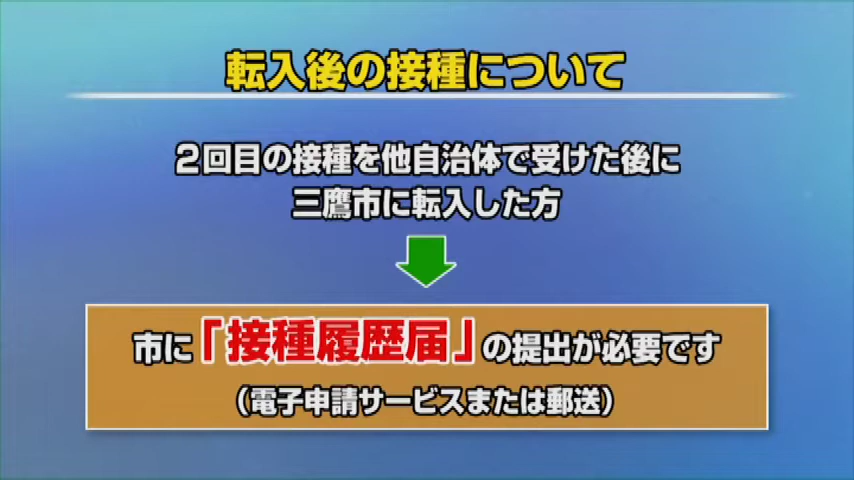 転入後の接種について
２回目の接種を他自治体で受けた後に
三鷹市に転入した方
市に「接種履歴届」の提出が必要です
（電子申請サービスまたは郵送）